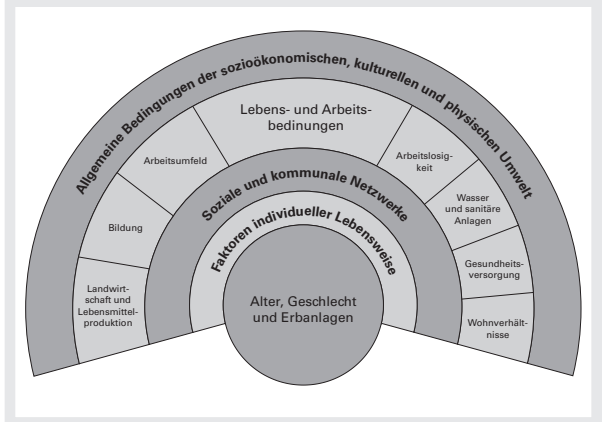 Allgemeine Bedingungen der sozioökonomischen, kulturellen und physischen Umwelt
Lebens- und Arbeits-
bedinungen
Arbeitsumfeld
Bildung
Landwirt-
schaft und
Lebensmittel-
produktion
Arbeitslosig-
keit
Wasser
und sanitäre
Anlagen
Gesundheits-
versorgung
Wohnverhält-
nisse
Soziale und kommunale Netzwerke
Faktoren individueller Lebensweise
Alter, Geschlecht
und Erbanlagen